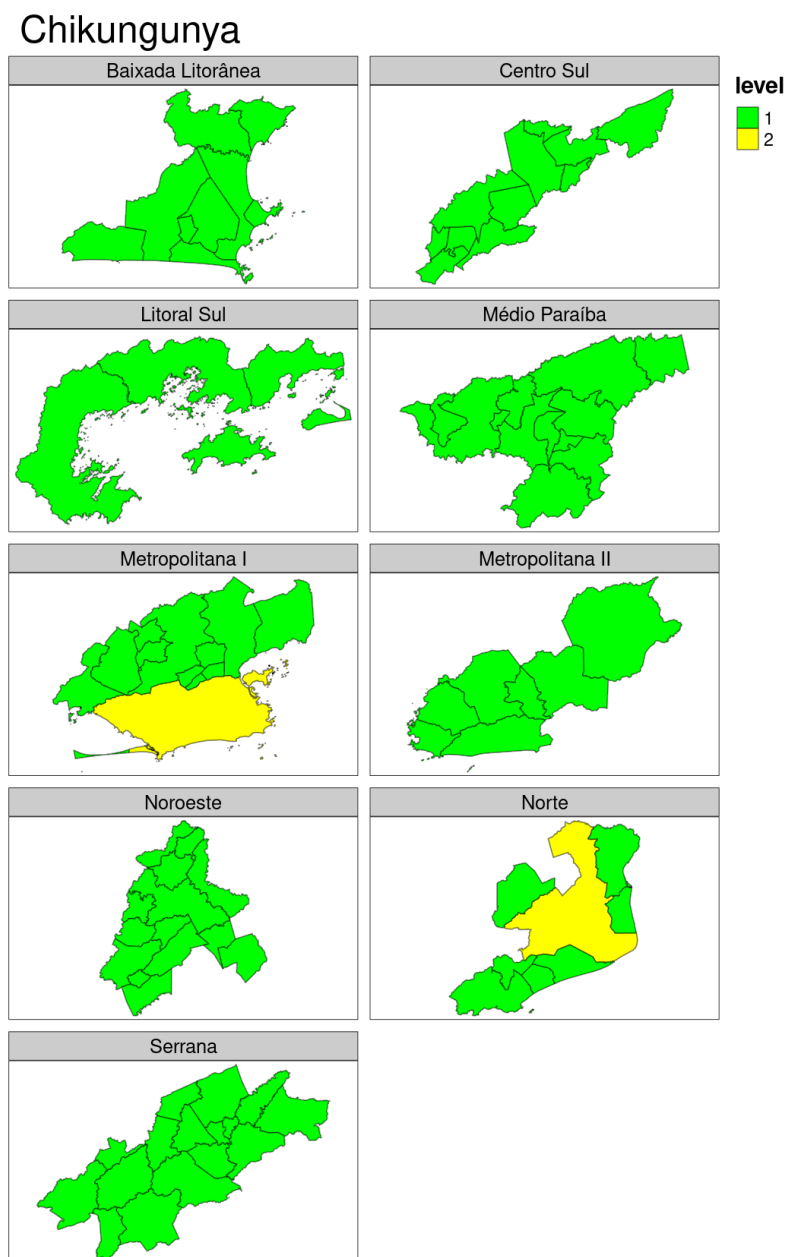 Chikungunya
Baixada Litorânea
Centro Sul
level
1
2
Litoral Sul
Médio Paraíba
Metropolitana I
Metropolitana II
Noroeste
Norte
Serrana